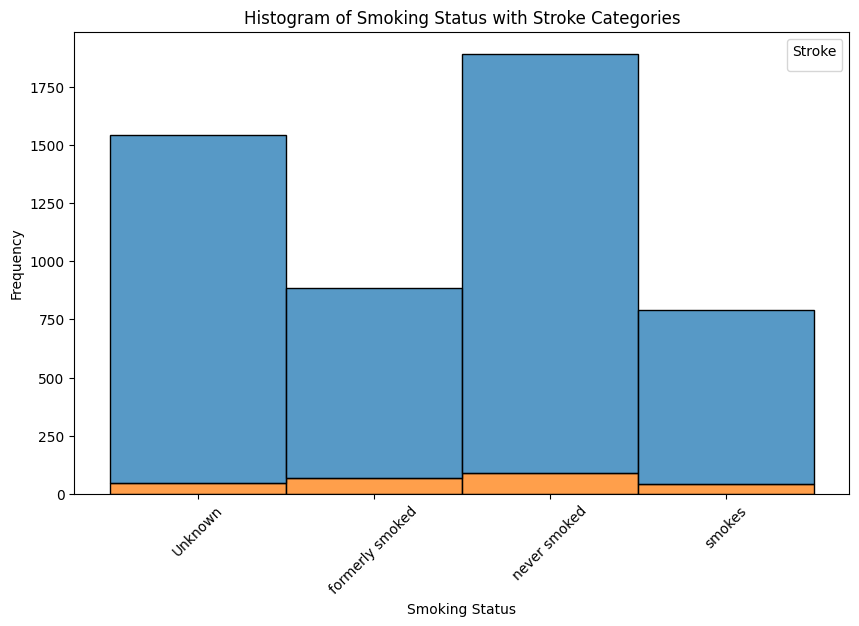 Histogram of Smoking Status with Stroke Categories
Stroke
Frequency
1750
1500
1250
1000
750
500
250
0
Unknown
formerly smoked
never smoked
smokes
Smoking Status